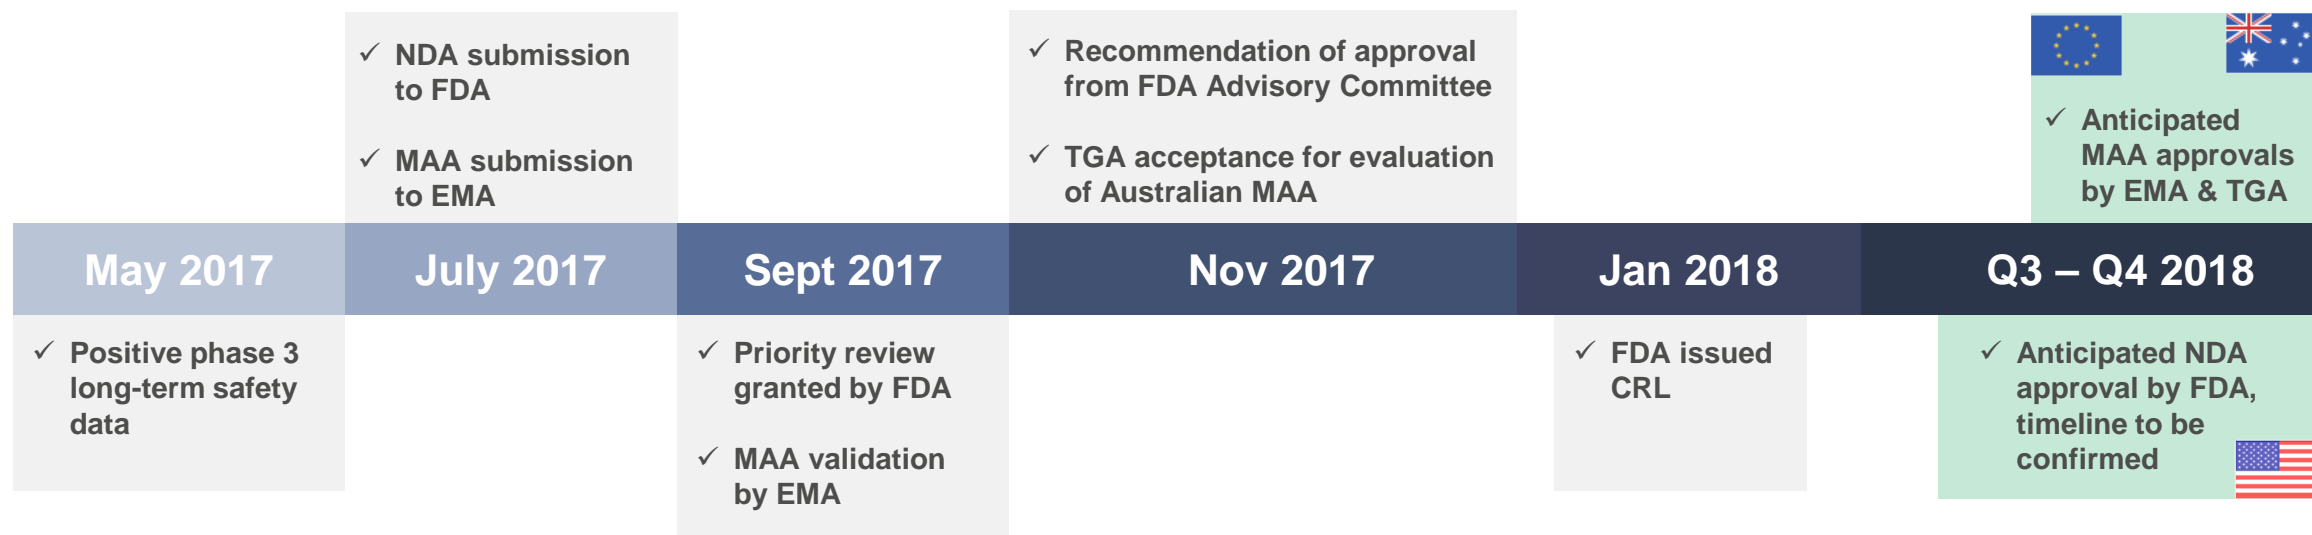 ✓ NDA submission
to FDA
✓ MAA submission
to EMA
✓ Recommendation of approval
from FDA Advisory Committee
✓ TGA acceptance for evaluation
of Australian MAA
✓ Anticipated
MAA approvals
by EMA & TGA
May 2017
July 2017
Sept 2017
Nov 2017
Jan 2018
Q3 – Q4 2018
✓ Positive phase 3
long-term safety
data
✓ Priority review
granted by FDA
✓ MAA validation
by EMA
✓ FDA issued
CRL
✓ Anticipated NDA
approval by FDA,
timeline to be
confirmed